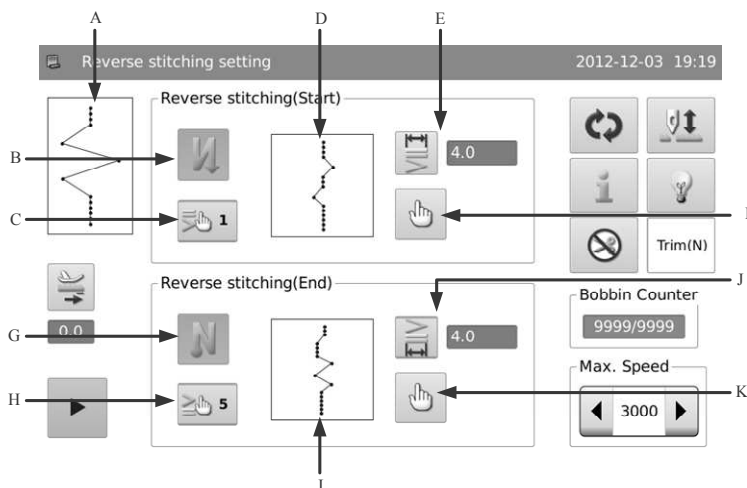 A D E
Reverse stitching setting 2012-12-03 19:19
Reverse stitching(Start)
4.0
B
C
1
Trim(N)
Reverse stitching(End)
J
0.0
Bobbin Counter
9999/9999
4.0
G
Max. Speed
H
5
3000
K
I